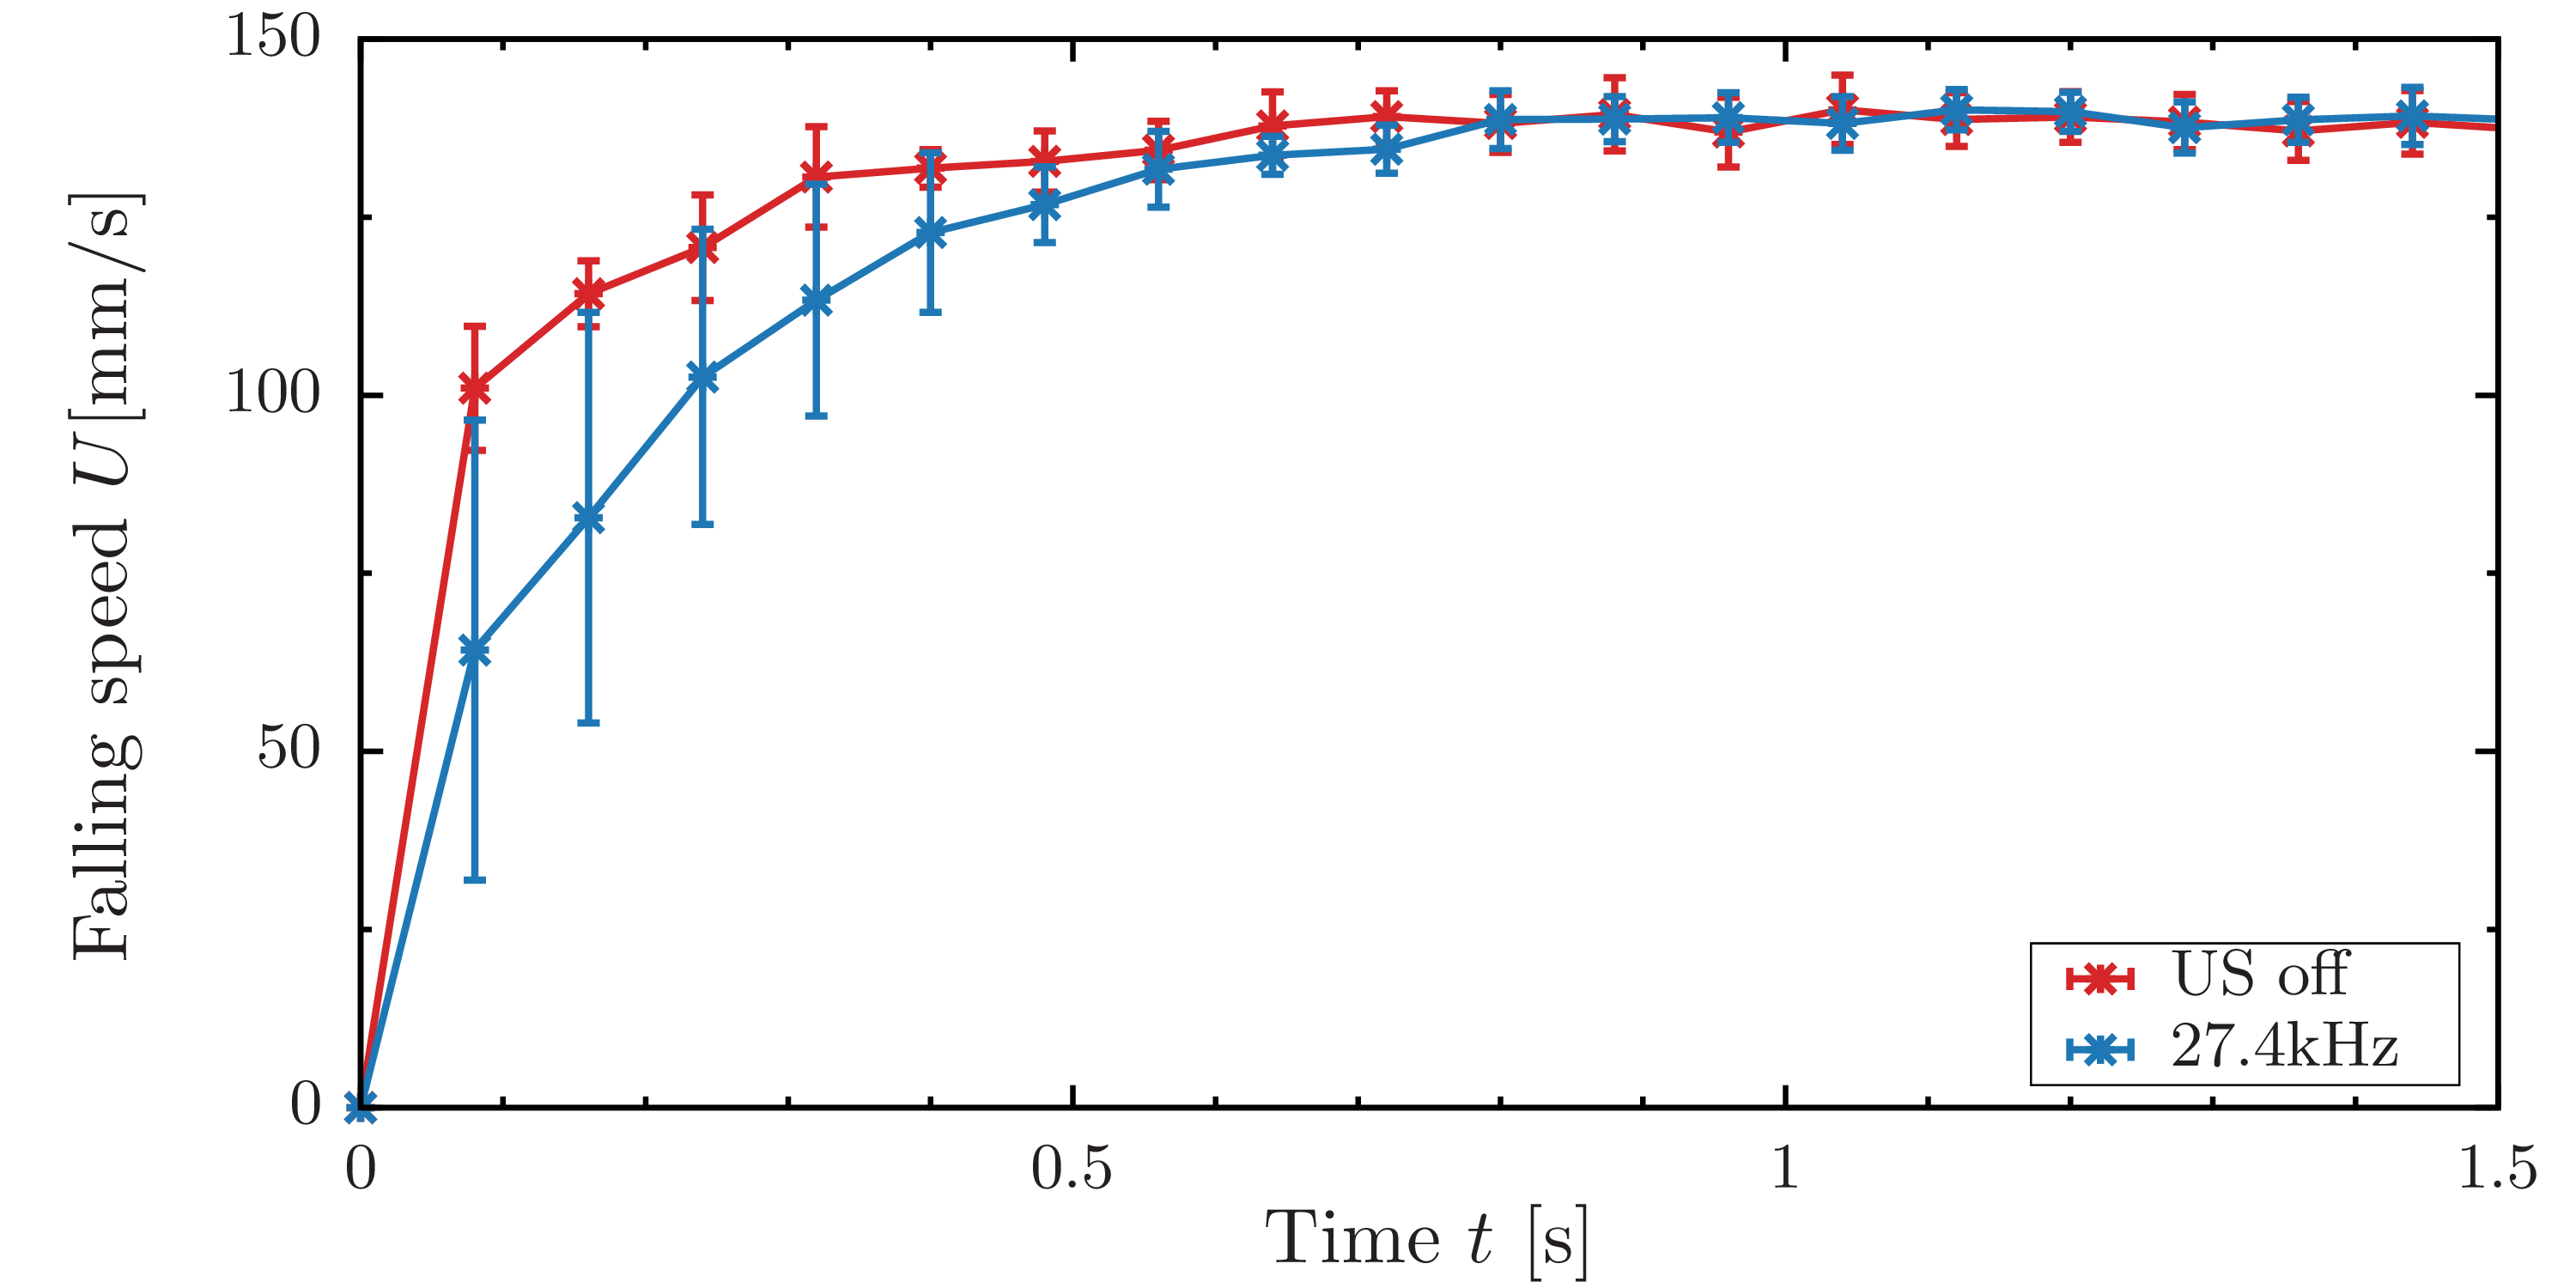 150
100
50
0
Falling speed U[mm/s]
US off
27.4kHz
0 0.5 1 1.5
Time t [s]